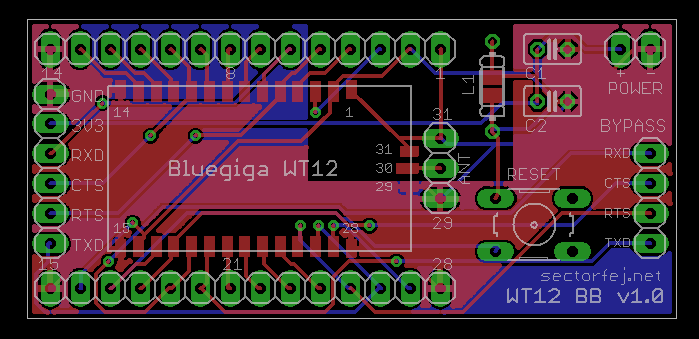 14 8 1
C1 + -
L1 POWER
GND
14 1 31 C2 BYPASS
3V3
RXD 31 RXD
Bluegiga WT12 30 ANT RESET
CTS 29 CTS
RTS 29 RTS
15 28
TXD TXD
15 21 28
sectorfej.net
WT12 BB v1.0